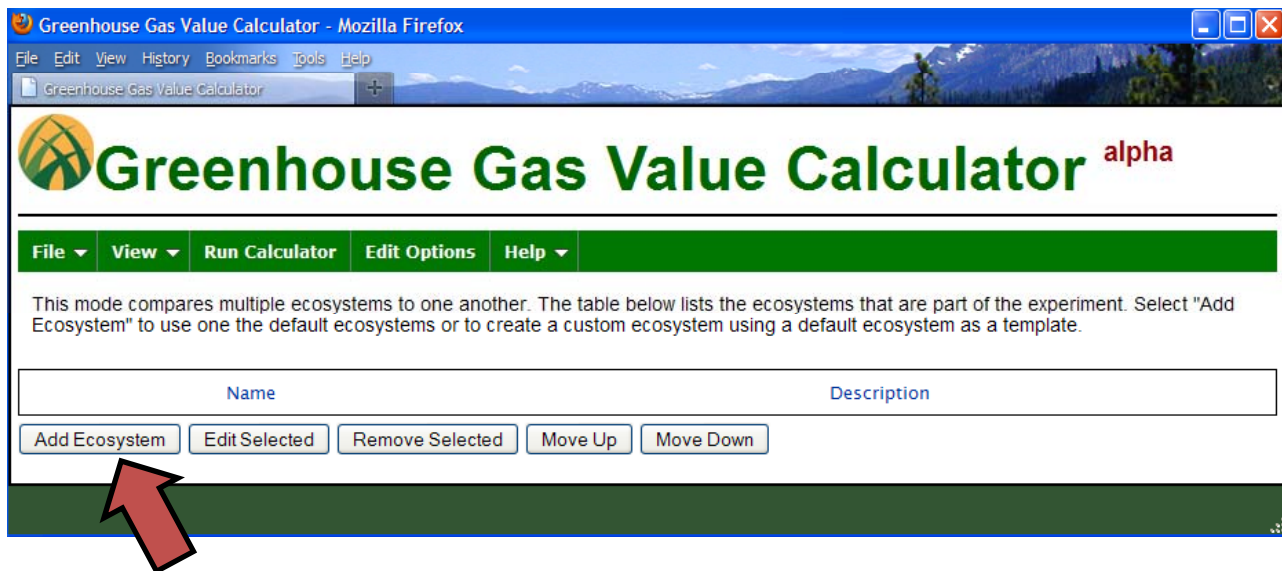 Greenhouse Gas Value Calculator - Mozilla Firefox
File Edit View History Bookmarks Tools Help
Greenhouse Gas Value Calculator
Greenhouse Gas Value Calculator alpha
File View Run Calculator Edit Options Help
This mode compares multiple ecosystems to one another. The table below lists the ecosystems that are part of the experiment. Select "Add
Ecosystem" to use one the default ecosystems or to create a custom ecosystem using a default ecosystem as a template.
Name Description
Add Ecosystem Edit Selected Remove Selected Move Up Move Down